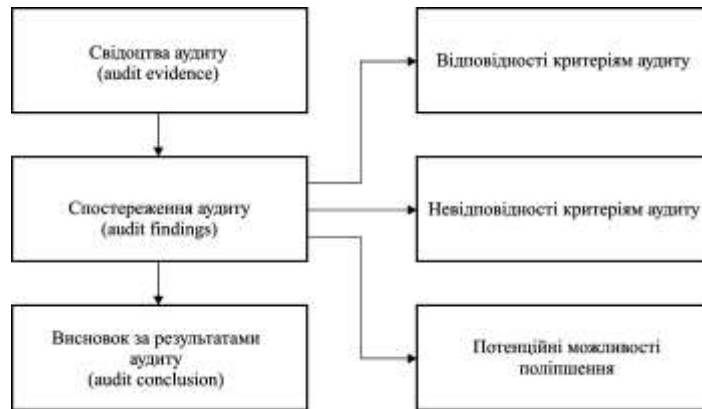 Свідоцтва аудиту
(audit evidence)
Відповідності критеріям аудиту
Спостереження аудиту
(audit findings)
Невідповідності критеріям аудиту
Висновок за результатами
аудиту
(audit conclusion)
Потенційні можливості
поліпшення